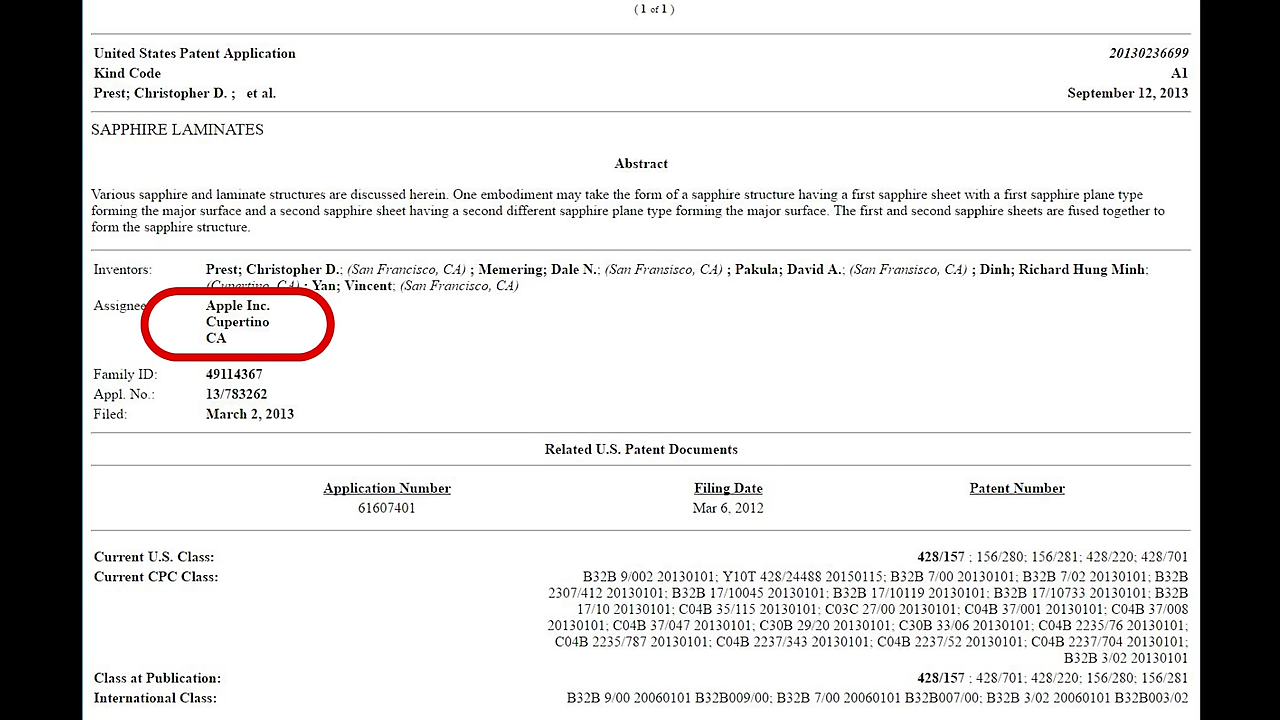 ( 1 of 1 )
United States Patent Application 20130236699
Kind Code A1
Prest; Christopher D. ; et al. September 12, 2013
SAPPHIRE LAMINATES
Abstract
Various sapphire and laminate structures are discussed herein. One embodiment may take the form of a sapphire structure having a first sapphire sheet with a first sapphire plane type
forming the major surface and a second sapphire sheet having a second different sapphire plane type forming the major surface. The first and second sapphire sheets are fused together to
form the sapphire structure.
Inventors: Prest; Christopher D.; (San Francisco, CA) ; Memering; Dale N.; (San Fransisco, CA) ; Pakula; David A.; (San Fransisco, CA) ; Dinh; Richard Hung Minh;
(Cupertino, CA) ; Yan; Vincent; (San Francisco, CA)
Assignee Apple Inc.
Cupertino
CA
Family ID: 49114367
Appl. No.: 13/783262
Filed: March 2, 2013
Related U.S. Patent Documents
Application Number Filing Date Patent Number
61607401 Mar 6, 2012
Current U.S. Class: 428/157 ; 156/280; 156/281; 428/220; 428/701
Current CPC Class: B32B 9/002 20130101; Y10T 428/24488 20150115; B32B 7/00 20130101; B32B 7/02 20130101; B32B
2307/412 20130101; B32B 17/10045 20130101; B32B 17/10119 20130101; B32B 17/10733 20130101; B32B
17/10 20130101; C04B 35/115 20130101; C03C 27/00 20130101; C04B 37/001 20130101; C04B 37/008
20130101; C04B 37/047 20130101; C30B 29/20 20130101; C30B 33/06 20130101; C04B 2235/76 20130101;
C04B 2235/787 20130101; C04B 2237/343 20130101; C04B 2237/52 20130101; C04B 2237/704 20130101;
B32B 3/02 20130101
Class at Publication: 428/157 ; 428/701; 428/220; 156/280; 156/281
International Class: B32B 9/00 20060101 B32B009/00; B32B 7/00 20060101 B32B007/00; B32B 3/02 20060101 B32B003/02